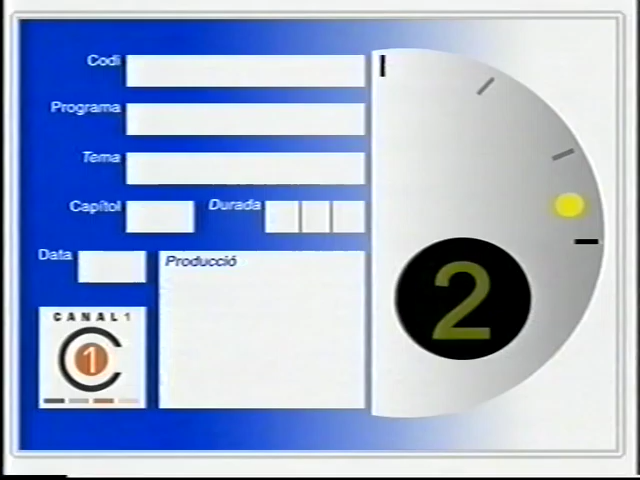 Codi
Programa
Tema
Capítol Durada
Data
Producció
CANAL 1
1
2